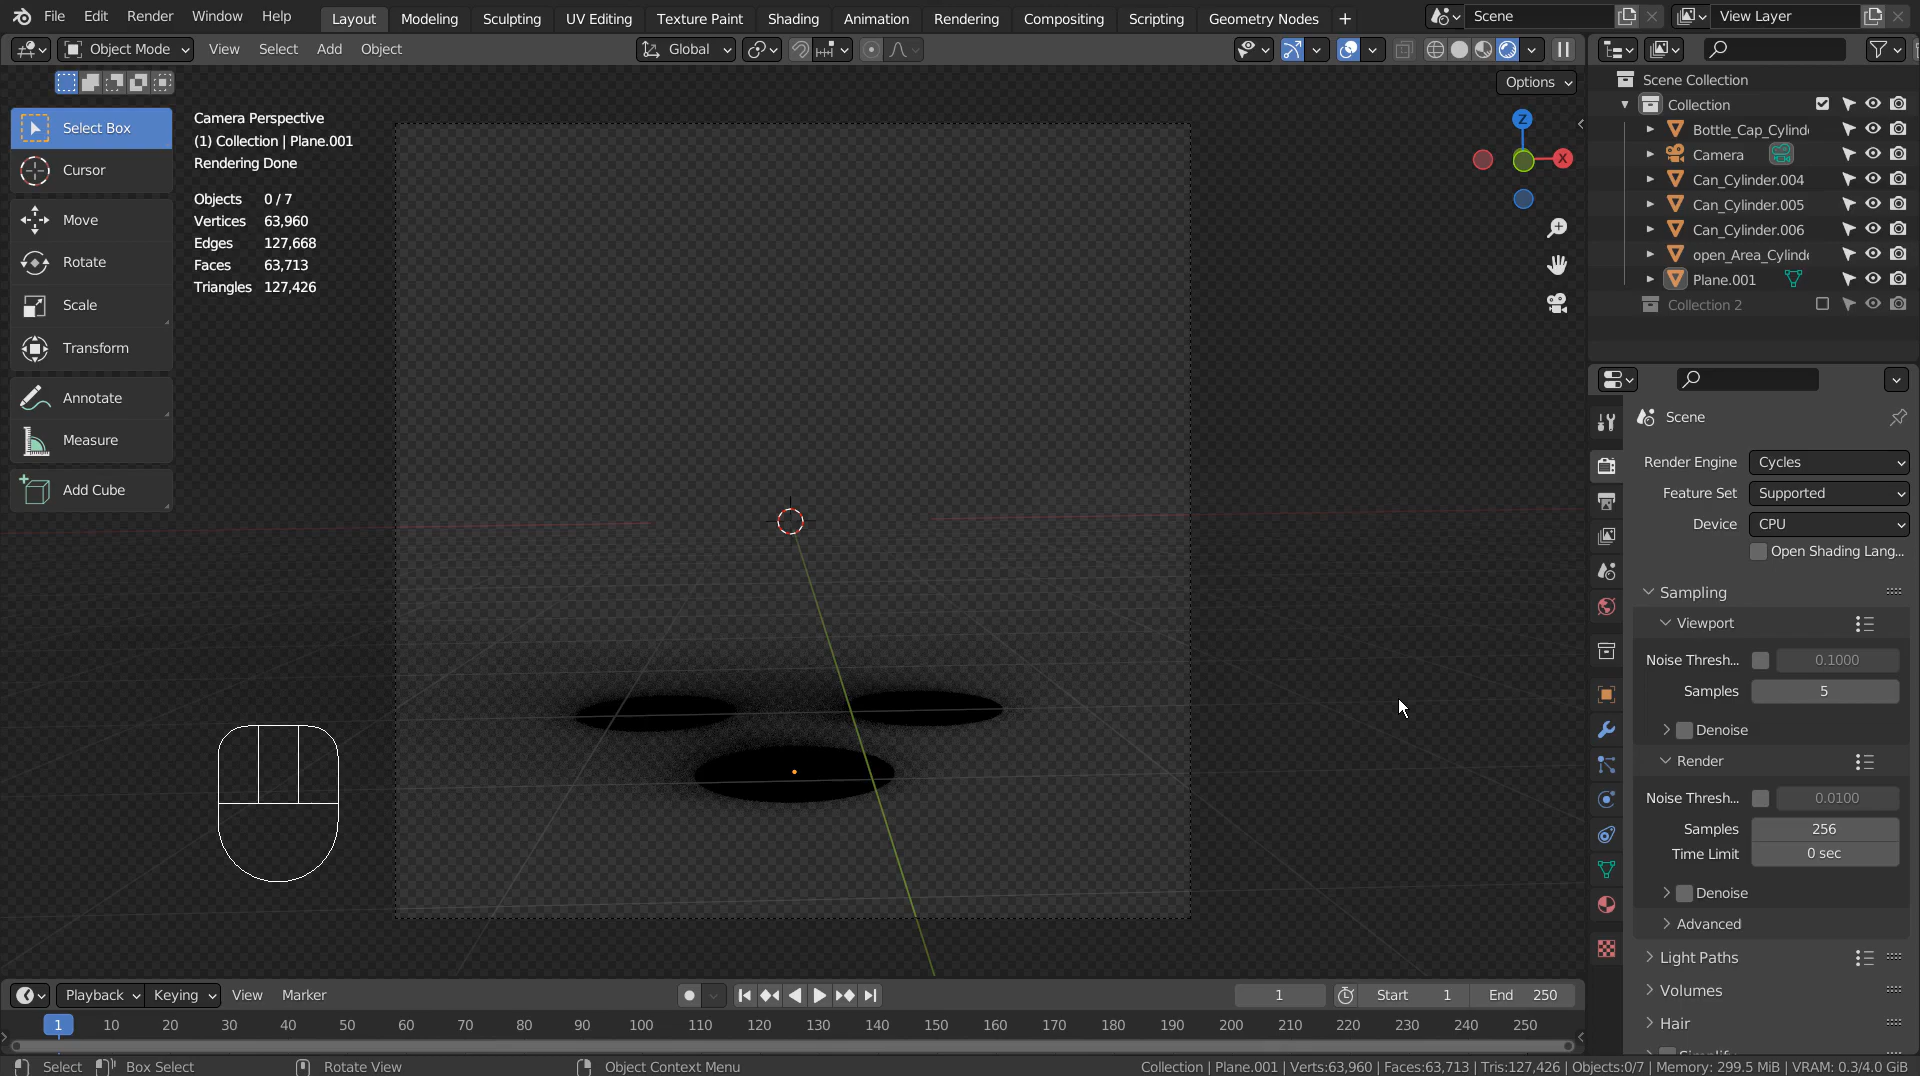 File Edit Render Window Help Layout Modeling Sculpting UV Editing Texture Paint Shading Animation Rendering Compositing Scripting Geometry Nodes + Scene View Layer
Object Mode View Select Add Object Global
Options
Select Box
Cursor
Move
Rotate
Scale
Transform
Annotate
Measure
Add Cube
Camera Perspective
(1) Collection | Plane.001
Rendering Done
Objects 0 / 7
Vertices 63,960
Edges 127,668
Faces 63,713
Triangles 127,426
Z
X
Scene Collection
Collection
Bottle_Cap_Cylind
Camera
Can_Cylinder.004
Can_Cylinder.005
Can_Cylinder.006
open_Area_Cylind
Plane.001
Collection 2
Scene
Render Engine Cycles
Feature Set Supported
Device CPU
Open Shading Lang...
Sampling
Viewport
Noise Thresh... 0.1000
Samples 5
Denoise
Render
Noise Thresh... 0.0100
Samples 256
Time Limit 0 sec
Denoise
Advanced
Light Paths
Volumes
Hair
Playback Keying View Marker 1 Start 1 End 250
1 10 20 30 40 50 60 70 80 90 100 110 120 130 140 150 160 170 180 190 200 210 220 230 240 250
Select Box Select Rotate View Object Context Menu Collection | Plane.001 | Verts:63,960 | Faces:63,713 | Tris:127,426 | Objects:0/7 | Memory: 299.5 MiB | VRAM: 0.3/4.0 GiB